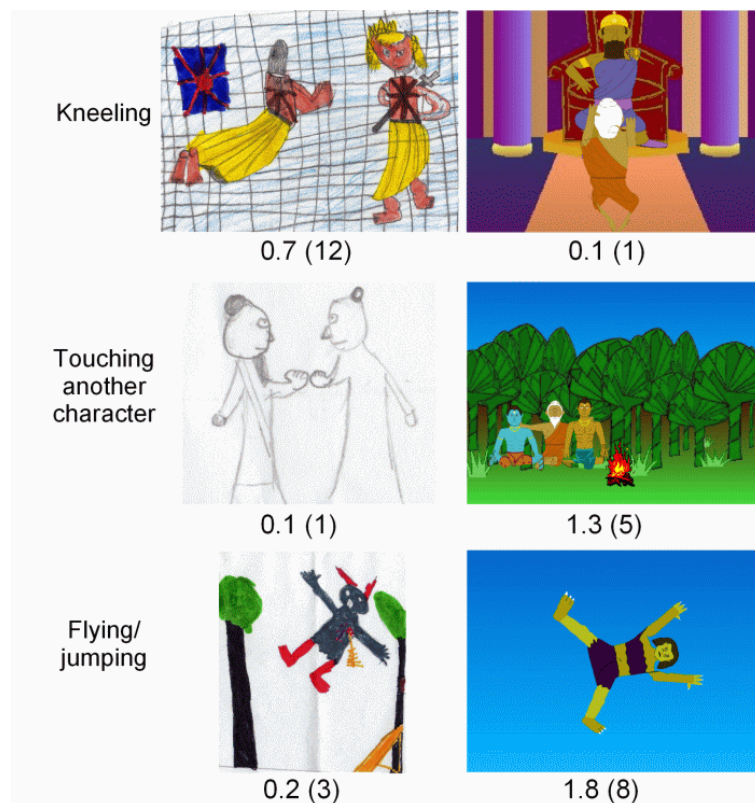 Kneeling
0.7 (12)
0.1 (1)
Touching
another
character
0.1 (1)
1.3 (5)
Flying/
jumping
0.2 (3)
1.8 (8)